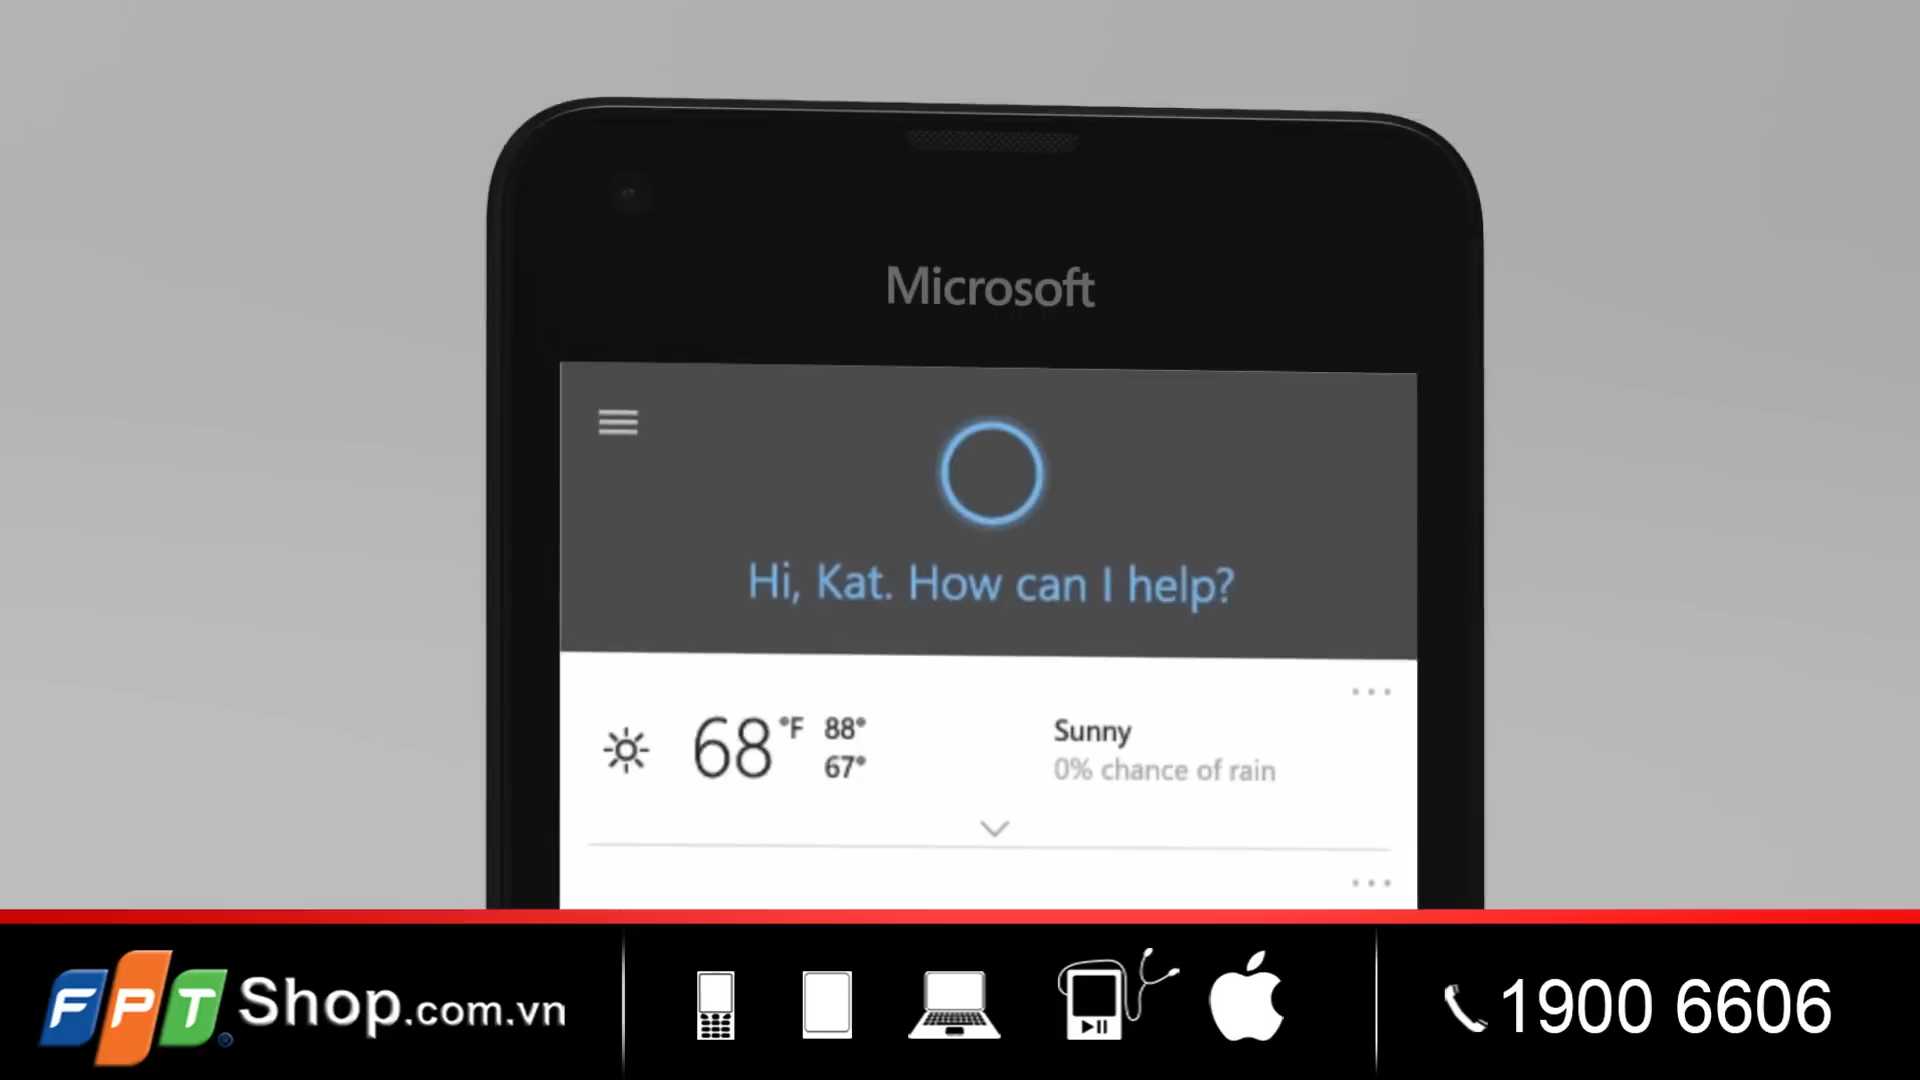 Microsoft
Hi, Kat. How can I help?
68 °F 88° 67°
Sunny
0% chance of rain
FPT® Shop.com.vn
1900 6606